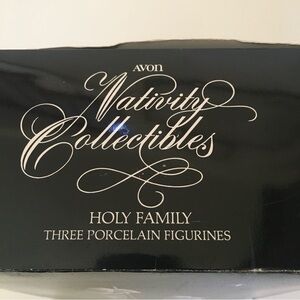 AVON
Nativity
Collectibles
HOLY FAMILY
THREE PORCELAIN FIGURINES